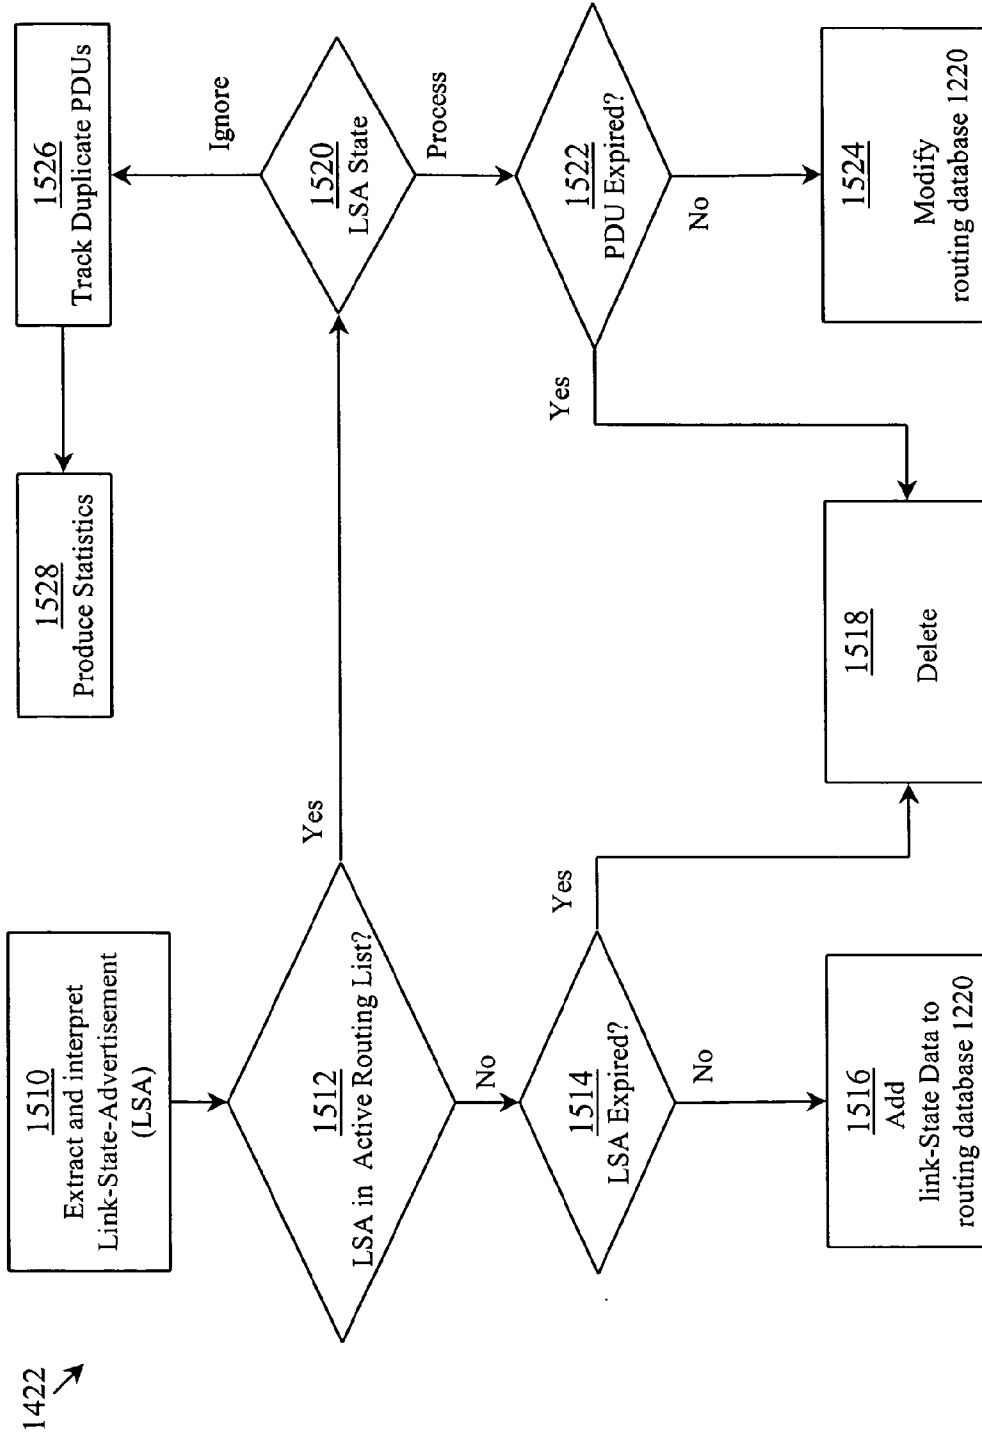 1422
1510
Extract and interpret
Link-State-Advertisement
(LSA)
1528
Produce Statistics
1526
Track Duplicate PDUs
1512
LSA in Active Routing List?
Yes
1520
LSA State
Ignore
No
Process
1514
LSA Expired?
Yes
Yes
1522
PDU Expired?
No
No
1516
Add
link-State Data to
routing database 1220
1518
Delete
1524
Modify
routing database 1220